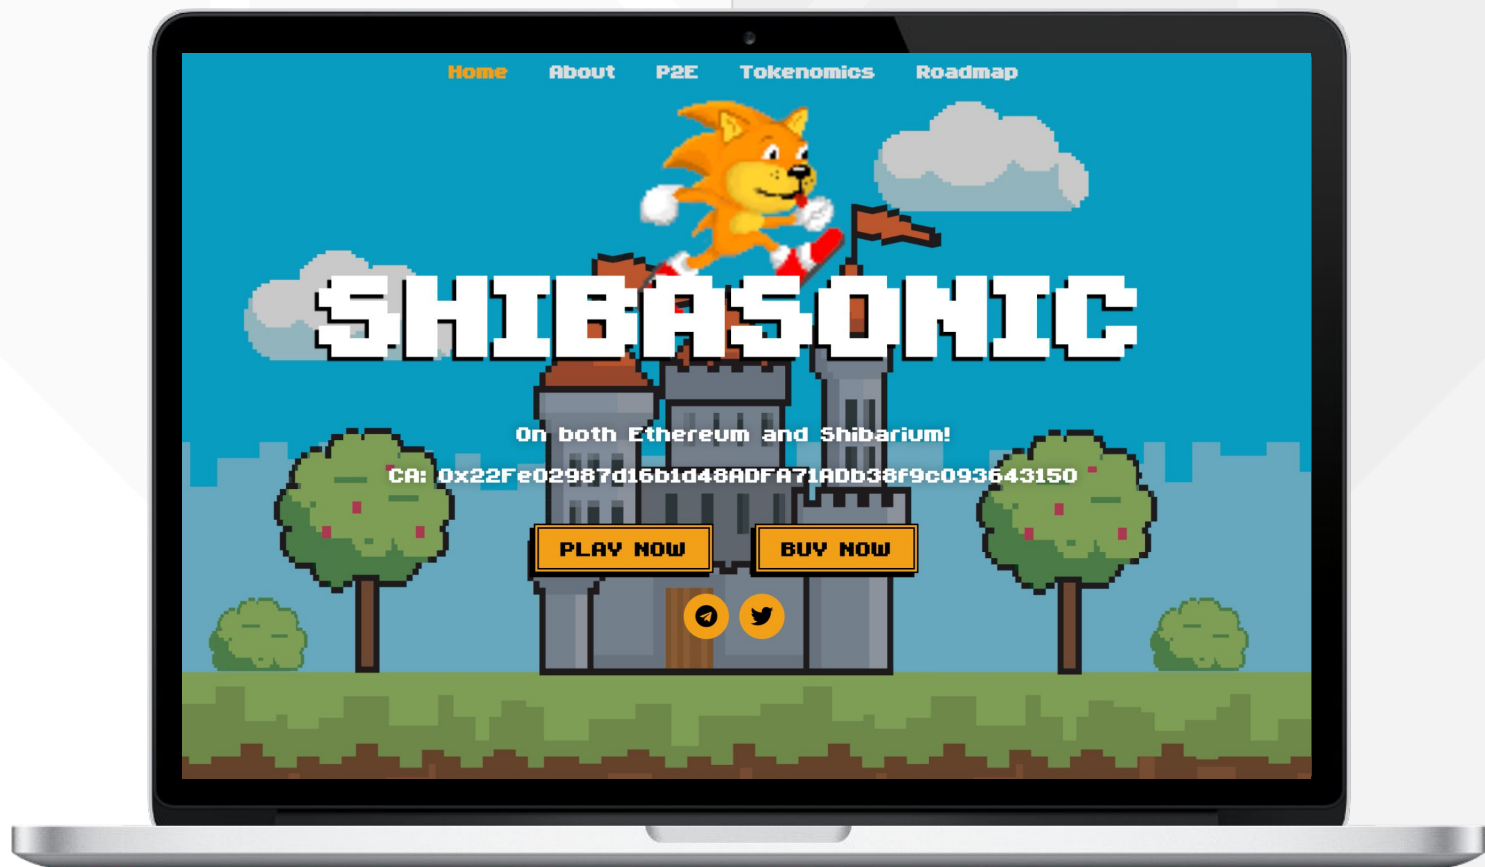 Home About P2E Tokenomics Roadmap
SHIBASONIC
On both Ethereum and Shibarium!
CA: 0x22Fe02987d16b1d48ADFA71ADb38f9c093643150
PLAY NOW BUY NOW